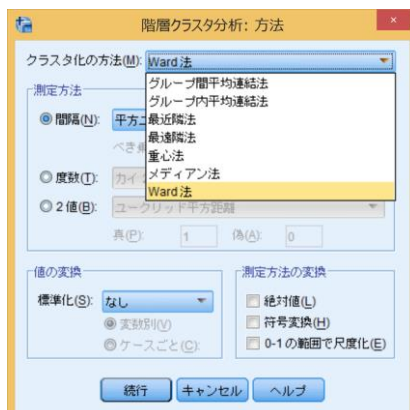 階層クラスタ分析: 方法
クラスタ化の方法(M): Ward 法
グループ間平均連結法
グループ内平均連結法
最近隣法
最遠隣法
重心法
メディアン法
Ward 法
測定方法
間隔(N):
度数(T):
2 値(B): ユークリッド平方距離
真(P): 1 偽(A): 0
値の変換
標準化(S): なし
変数別(V)
ケースごと(C):
測定方法の変換
絶対値(L)
符号変換(H)
0-1 の範囲で尺度化(E)
続行 キャンセル ヘルプ